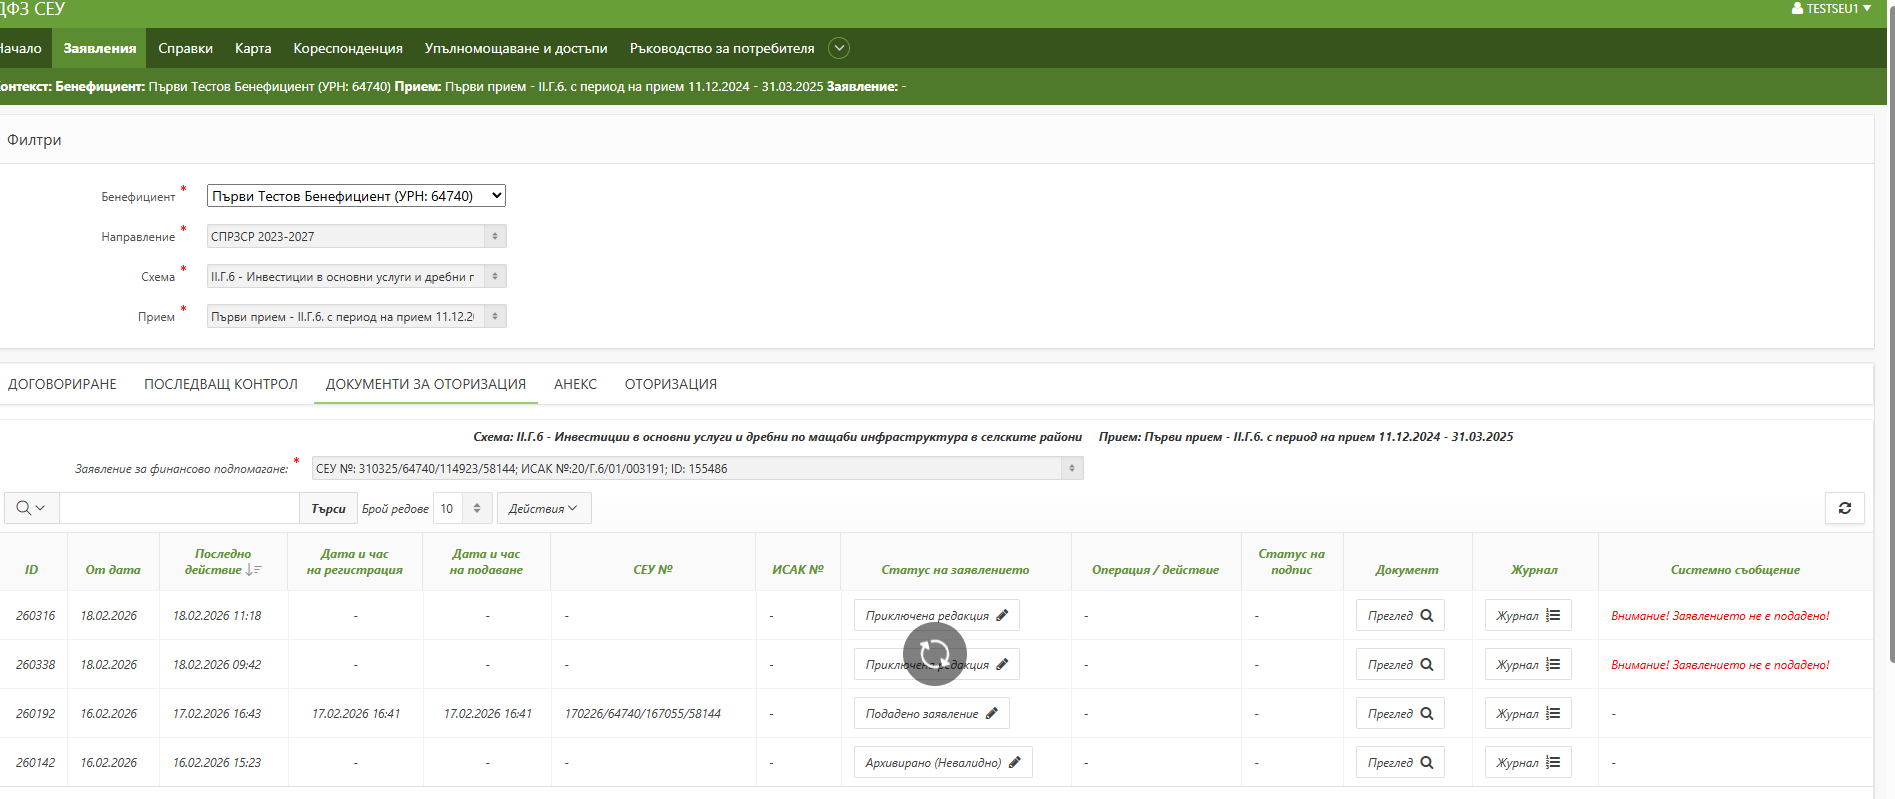 ДФЗ СЕУ
TESTSEU1
Начало Заявления Справки Карта Кореспонденция Упълномощаване и достъпи Ръководство за потребителя
Контекст: Бенефициент: Първи Тестов Бенефициент (УРН: 64740) Прием: Първи прием - II.Г.6. с период на прием 11.12.2024 - 31.03.2025 Заявление: -
Филтри
Бенефициент * Първи Тестов Бенефициент (УРН: 64740)
Направление * СПРЗСР 2023-2027
Схема * II.Г.6 - Инвестиции в основни услуги и дребни п
Прием * Първи прием - II.Г.6. с период на прием 11.12.20
ДОГОВОРИРАНЕ ПОСЛЕДВАЩ КОНТРОЛ ДОКУМЕНТИ ЗА ОТОРИЗАЦИЯ АНЕКС ОТОРИЗАЦИЯ
Схема: II.Г.6 - Инвестиции в основни услуги и дребни по мащаби инфраструктура в селските райони Прием: Първи прием - II.Г.6. с период на прием 11.12.2024 - 31.03.2025
Заявление за финансово подпомагане: * СЕУ №: 310325/64740/114923/58144; ИСАК №:20/Г.6/01/003191; ID: 155486
Търси Брой редове 10 Действия
ID От дата Последно действие Дата и час на регистрация Дата и час на подаване СЕУ № ИСАК № Статус на заявлението Операция / действие Статус на подпис Документ Журнал Системно съобщение
260316 18.02.2026 18.02.2026 11:18 - - - - Приключена редакция - - Преглед Журнал Внимание! Заявлението не е подадено!
260338 18.02.2026 18.02.2026 09:42 - - - - Приключена редакция - - Преглед Журнал Внимание! Заявлението не е подадено!
260192 16.02.2026 17.02.2026 16:43 17.02.2026 16:41 17.02.2026 16:41 170226/64740/167055/58144 - Подадено заявление - - Преглед Журнал -
260142 16.02.2026 16.02.2026 15:23 - - - - Архивирано (Невалидно) - - Преглед Журнал -